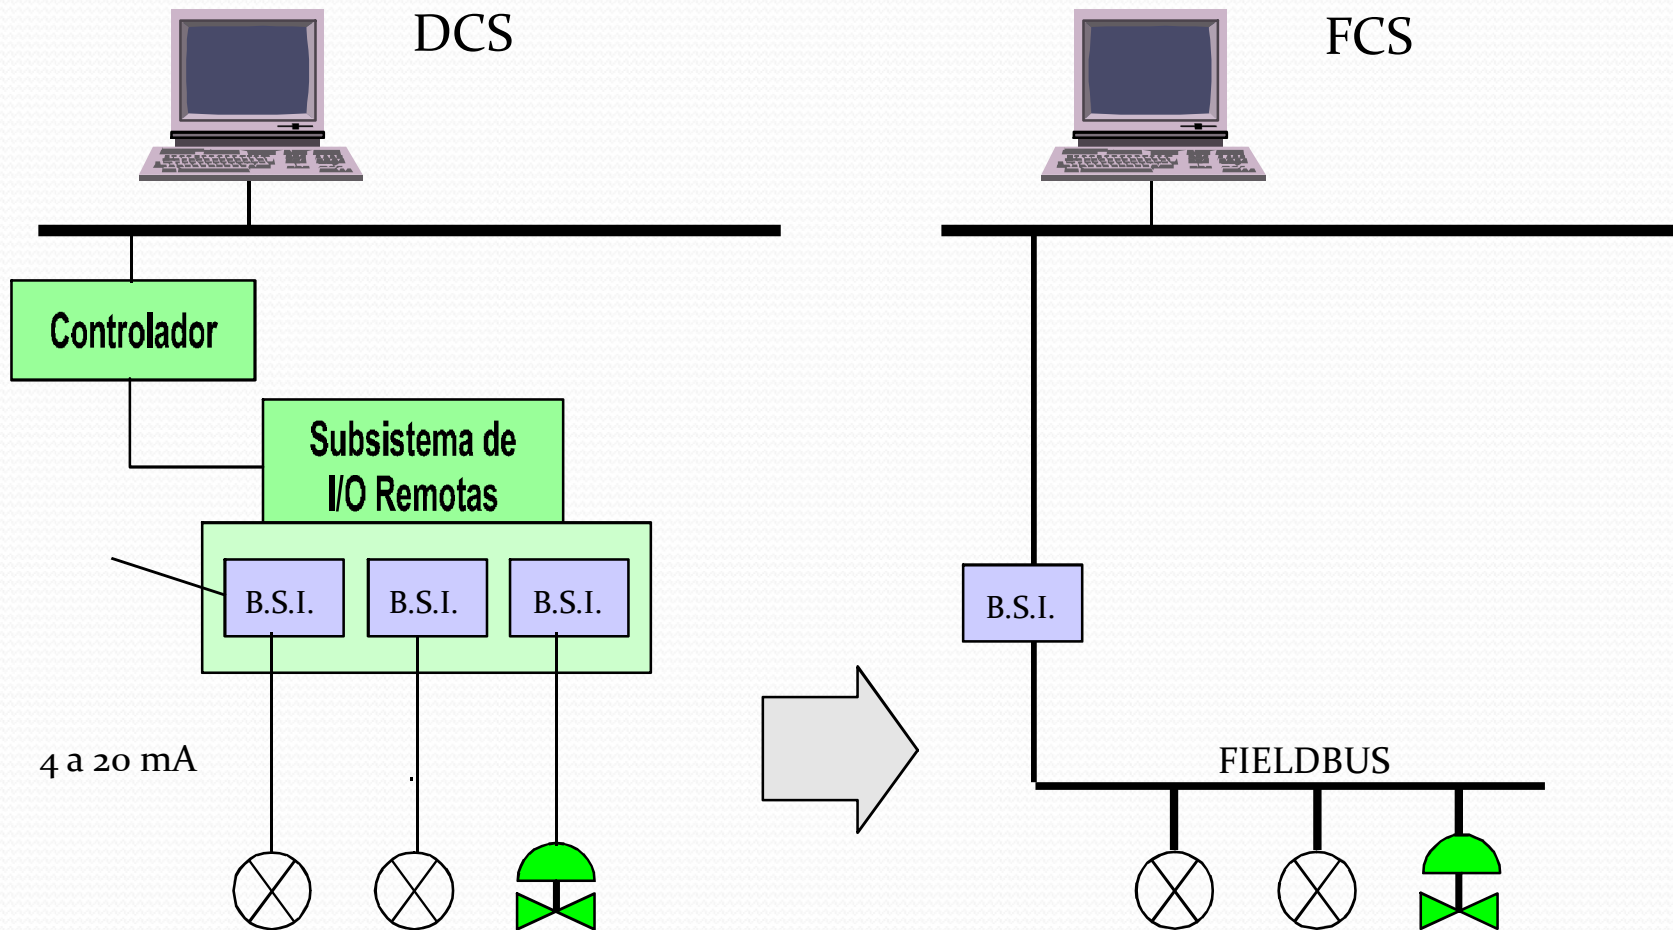 DCS
FCS
Controlador
Subsistema de
I/O Remotas
B.S.I.
B.S.I.
B.S.I.
B.S.I.
4 a 20 mA
FIELDBUS